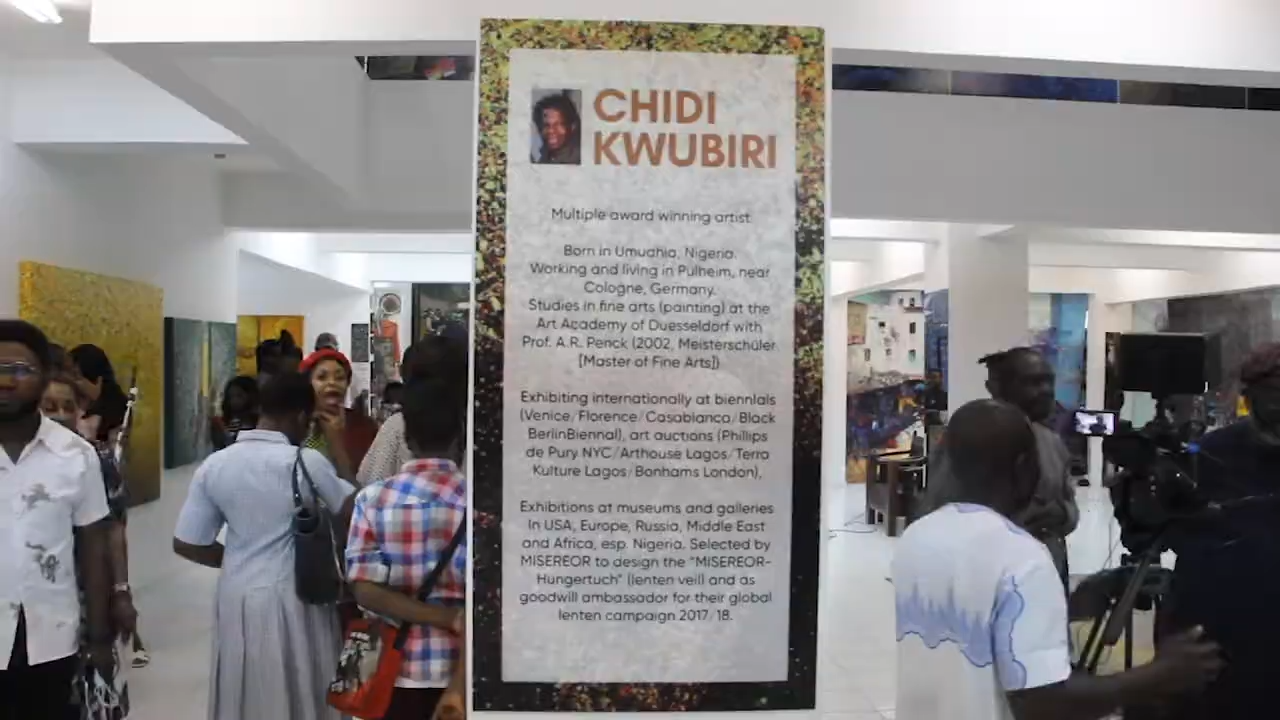 CHIDI
KWUBIRI
Multiple award winning artist
Born in Umuahia, Nigeria.
Working and living in Pulheim, near
Cologne, Germany.
Studies in fine arts (painting) at the
Art Academy of Duesseldorf with
Prof. A.R. Penck (2002, Meisterschüler
[Master of Fine Arts])
Exhibiting internationally at biennials
(Venice/Florence/Casablanca/Black
BerlinBiennal), art auctions (Phillips
de Pury NYC/Arthouse Lagos/Terra
Kulture Lagos/Bonhams London),
Exhibitions at museums and galleries
in USA, Europe, Russia, Middle East
and Africa, esp. Nigeria. Selected by
MISEREOR to design the "MISEREOR-
Hungertuch" (lenten veil) and as
goodwill ambassador for their global
lenten campaign 2017/18.